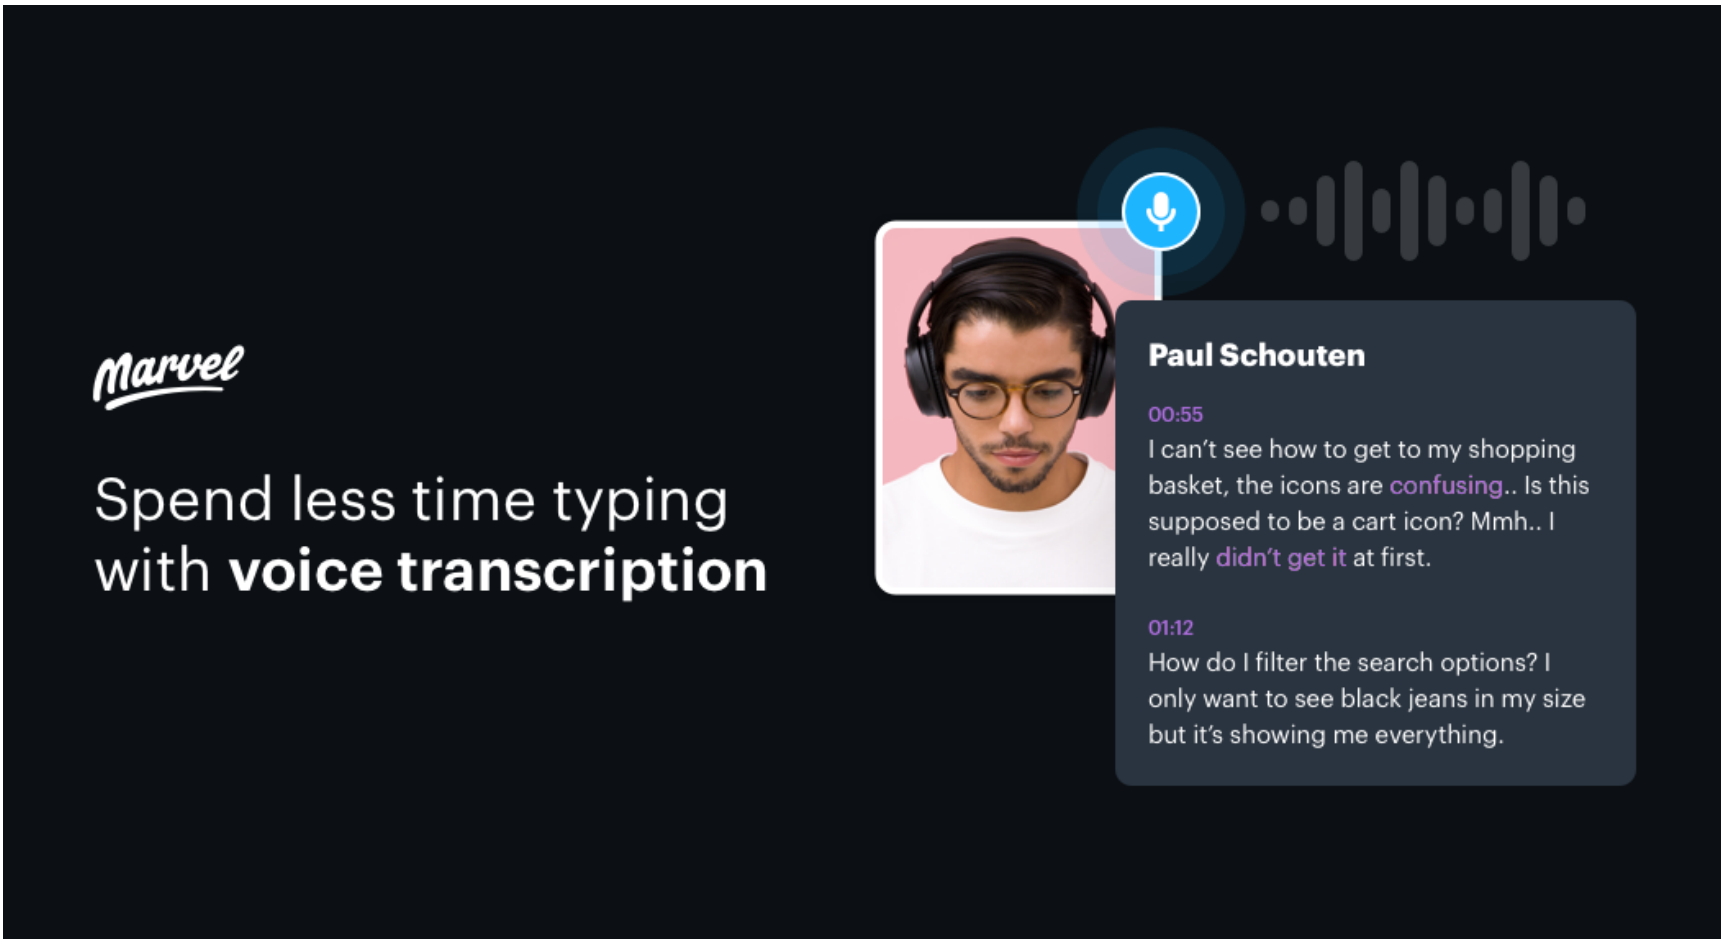 Marvel
Spend less time typing
with voice transcription
Paul Schouten
00:55
I can’t see how to get to my shopping
basket, the icons are confusing.. Is this
supposed to be a cart icon? Mmh.. I
really didn’t get it at first.
01:12
How do I filter the search options? I
only want to see black jeans in my size
but it’s showing me everything.